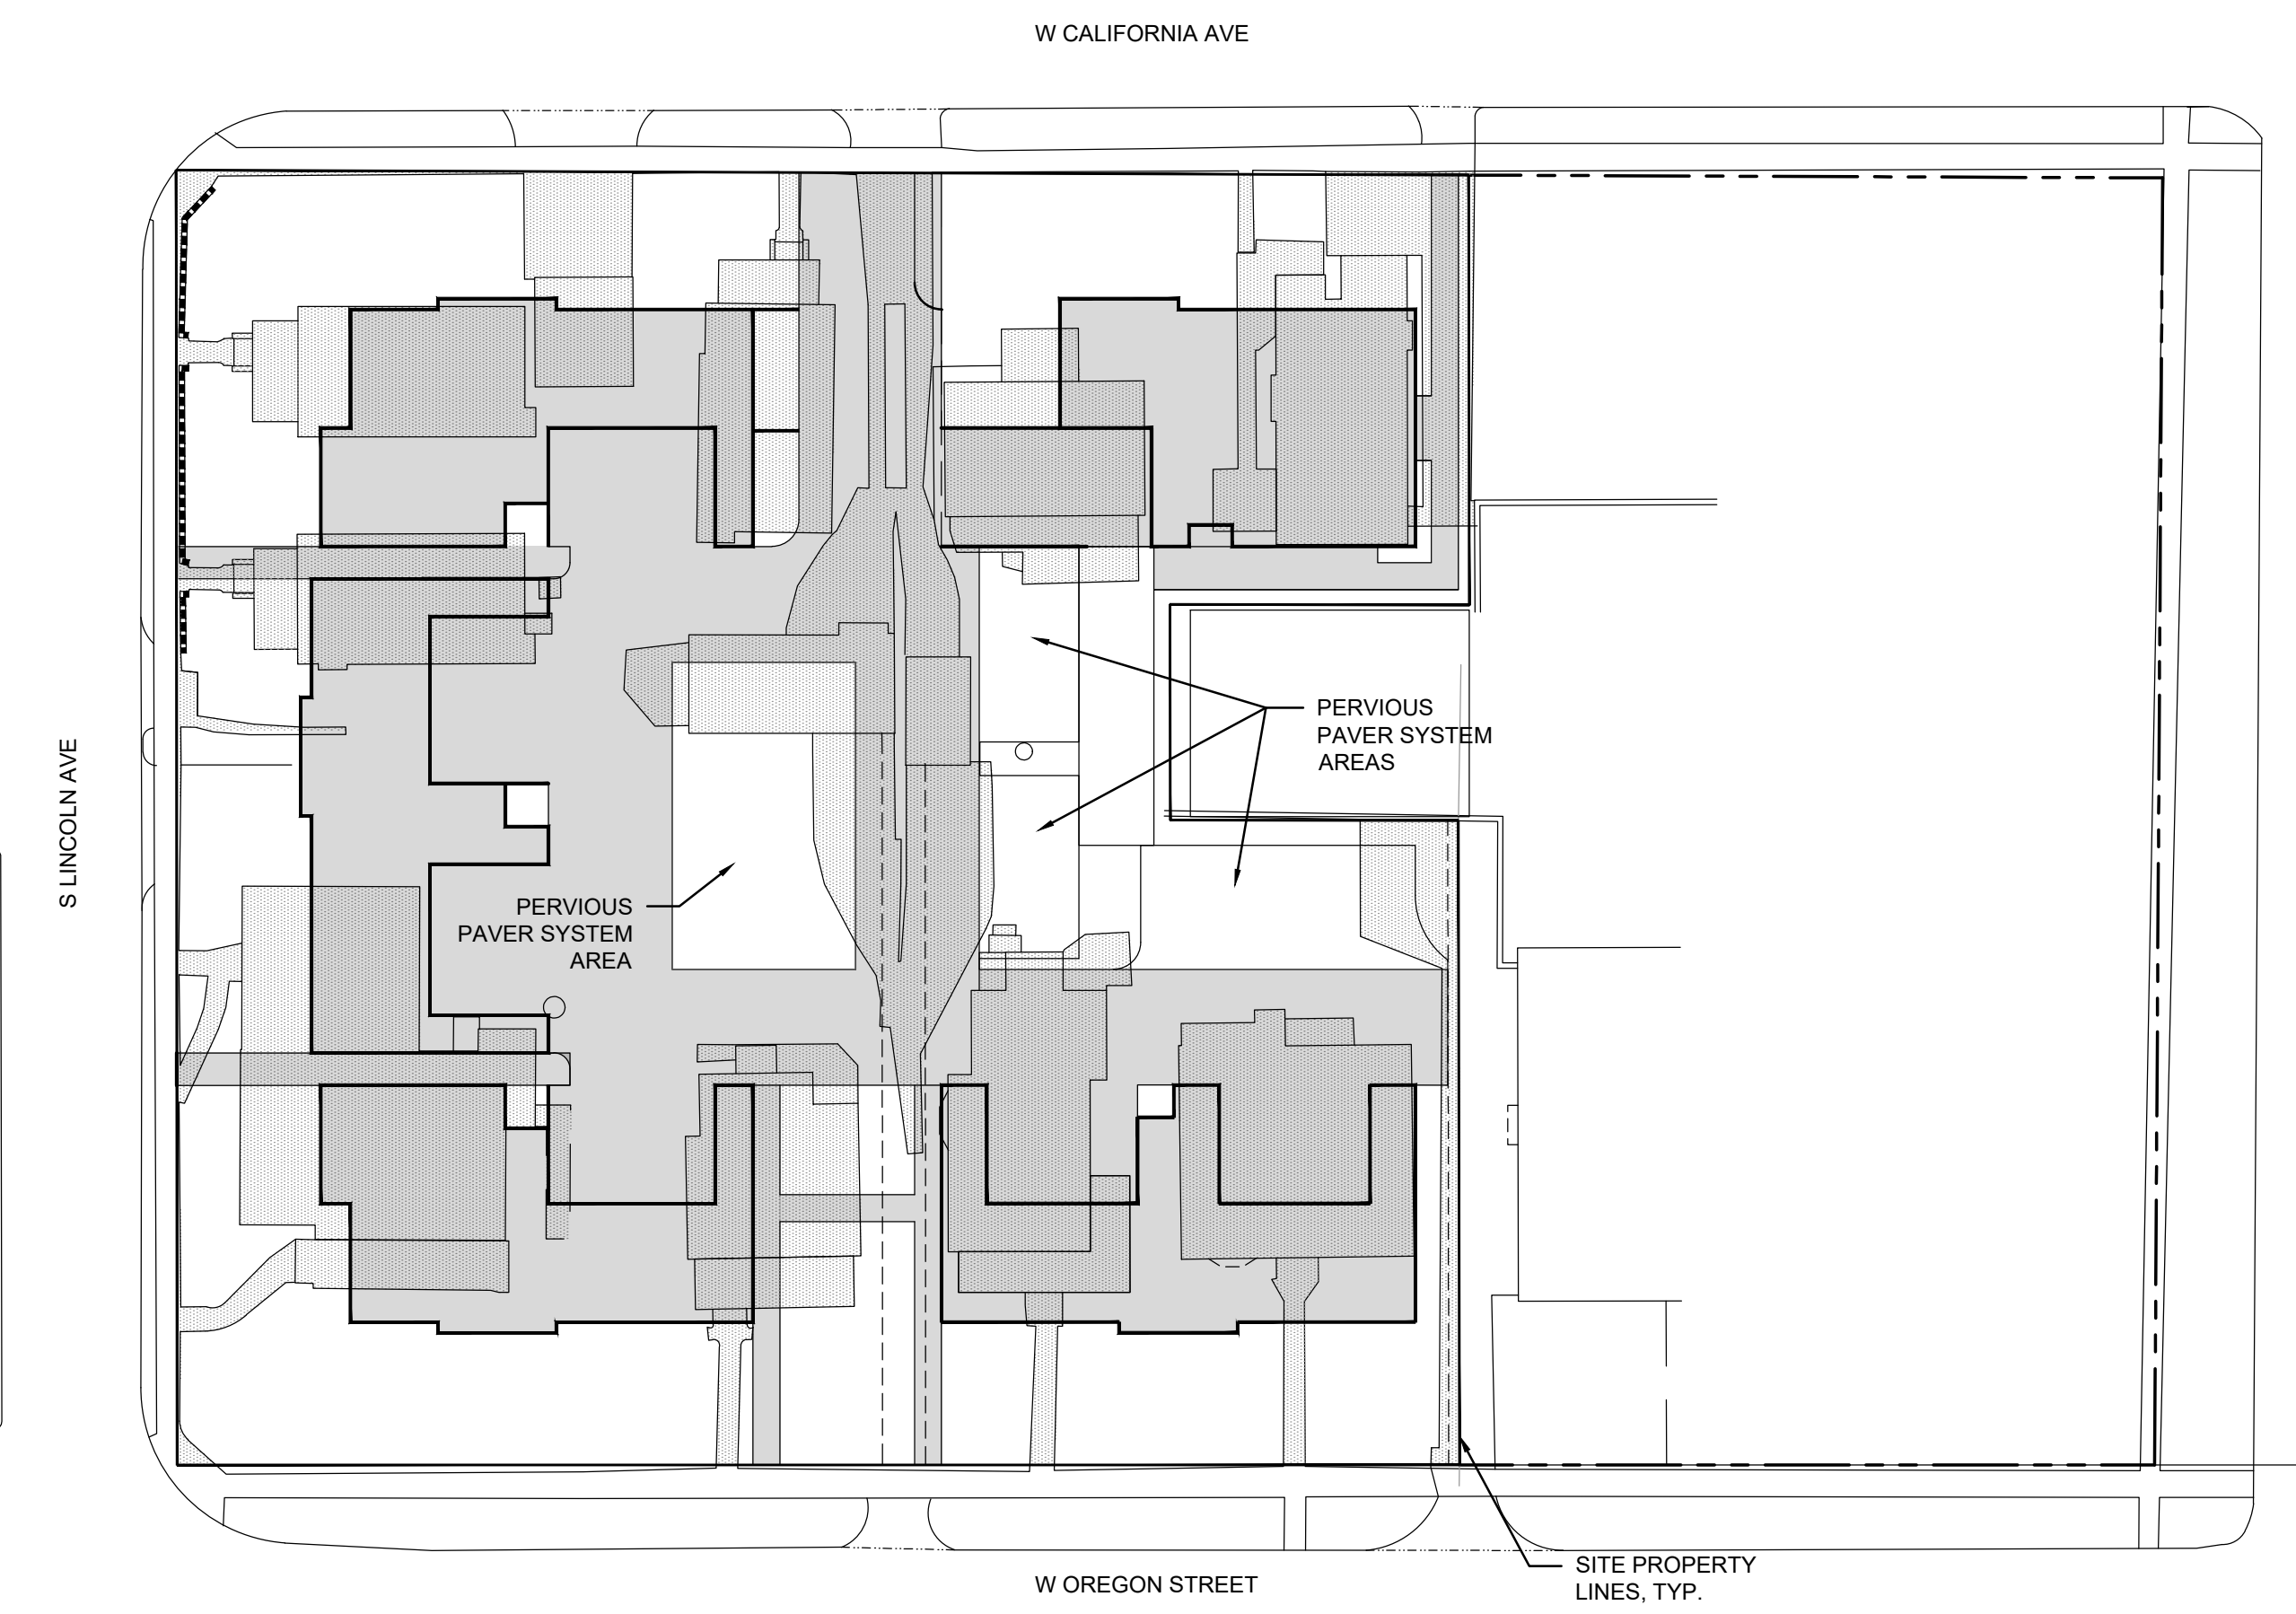 W CALIFORNIA AVE
S LINCOLN AVE
PERVIOUS
PAVER SYSTEM
AREAS
PERVIOUS
PAVER SYSTEM
AREA
W OREGON STREET
SITE PROPERTY
LINES, TYP.